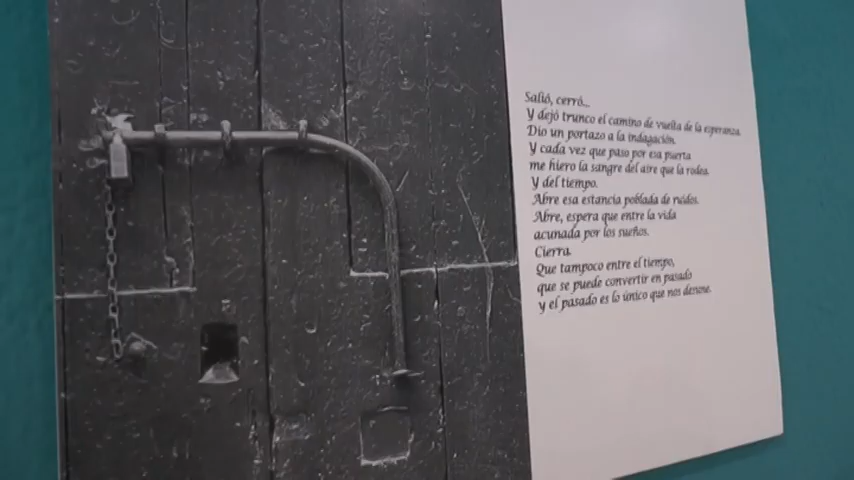 Salió, cerró...
Y dejó trunco el camino de vuelta de la esperanza.
Dio un portazo a la indagación.
Y cada vez que paso por esa puerta
me hiero la sangre del aire que la rodea.
Y del tiempo.
Abre esa estancia poblada de ruidos.
Abre, espera que entre la vida
acunada por los sueños.
Cierra.
Que tampoco entre el tiempo,
que se puede convertir en pasado
y el pasado es lo único que nos